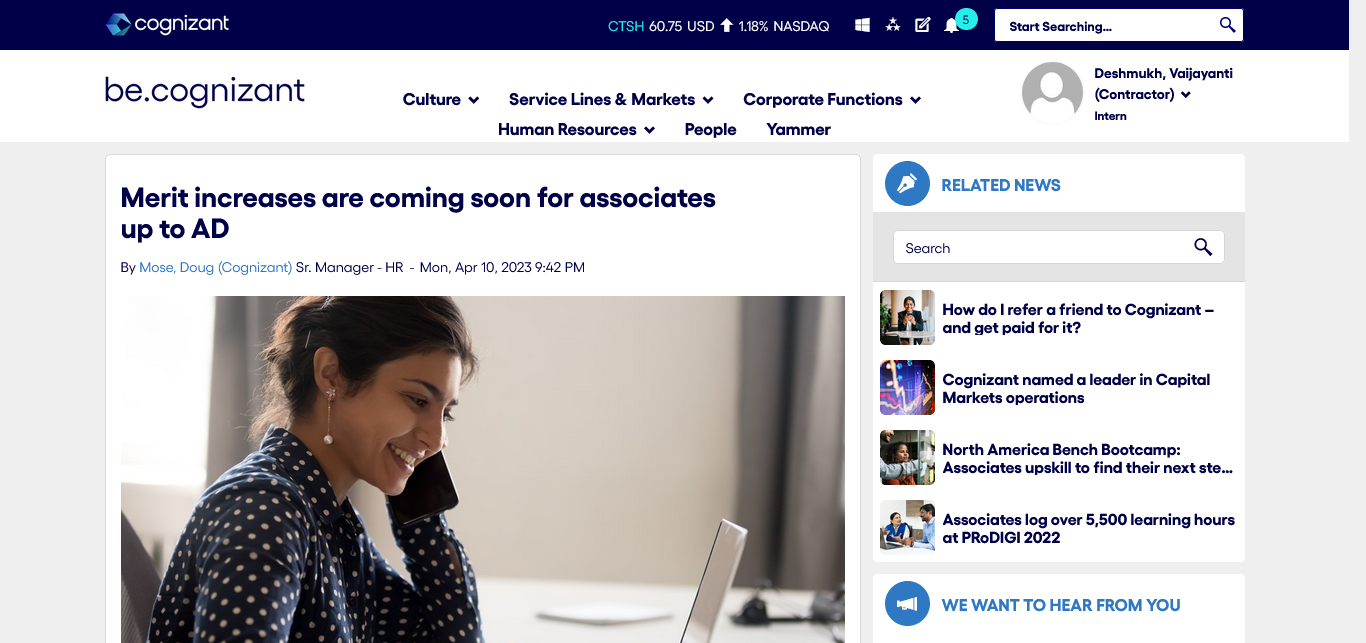 cognizant
CTSH 60.75 USD 1.18% NASDAQ
5
Start Searching...
be.cognizant
Culture
Service Lines & Markets
Corporate Functions
Human Resources
People
Yammer
Deshmukh, Vaijayanti
(Contractor)
Intern
Merit increases are coming soon for associates
up to AD
By Mose, Doug (Cognizant) Sr. Manager - HR - Mon, Apr 10, 2023 9:42 PM
RELATED NEWS
Search
How do I refer a friend to Cognizant –
and get paid for it?
Cognizant named a leader in Capital
Markets operations
North America Bench Bootcamp:
Associates upskill to find their next ste...
Associates log over 5,500 learning hours
at PRoDIGI 2022
WE WANT TO HEAR FROM YOU